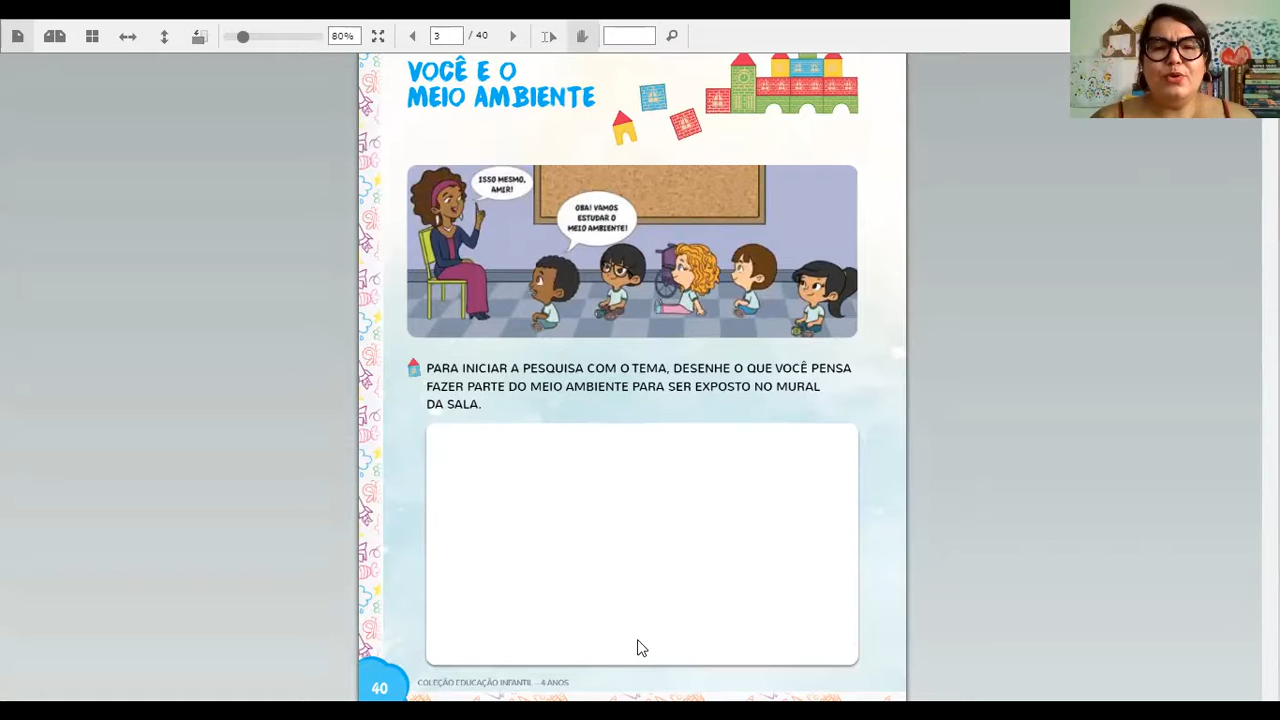 80%
3 / 40
VOCÊ E O
MEIO AMBIENTE
ISSO MESMO,
AMIR!
OBA! VAMOS
ESTUDAR O
MEIO AMBIENTE!
PARA INICIAR A PESQUISA COM O TEMA, DESENHE O QUE VOCÊ PENSA
FAZER PARTE DO MEIO AMBIENTE PARA SER EXPOSTO NO MURAL
DA SALA.
40
COLEÇÃO EDUCAÇÃO INFANTIL – 4 ANOS